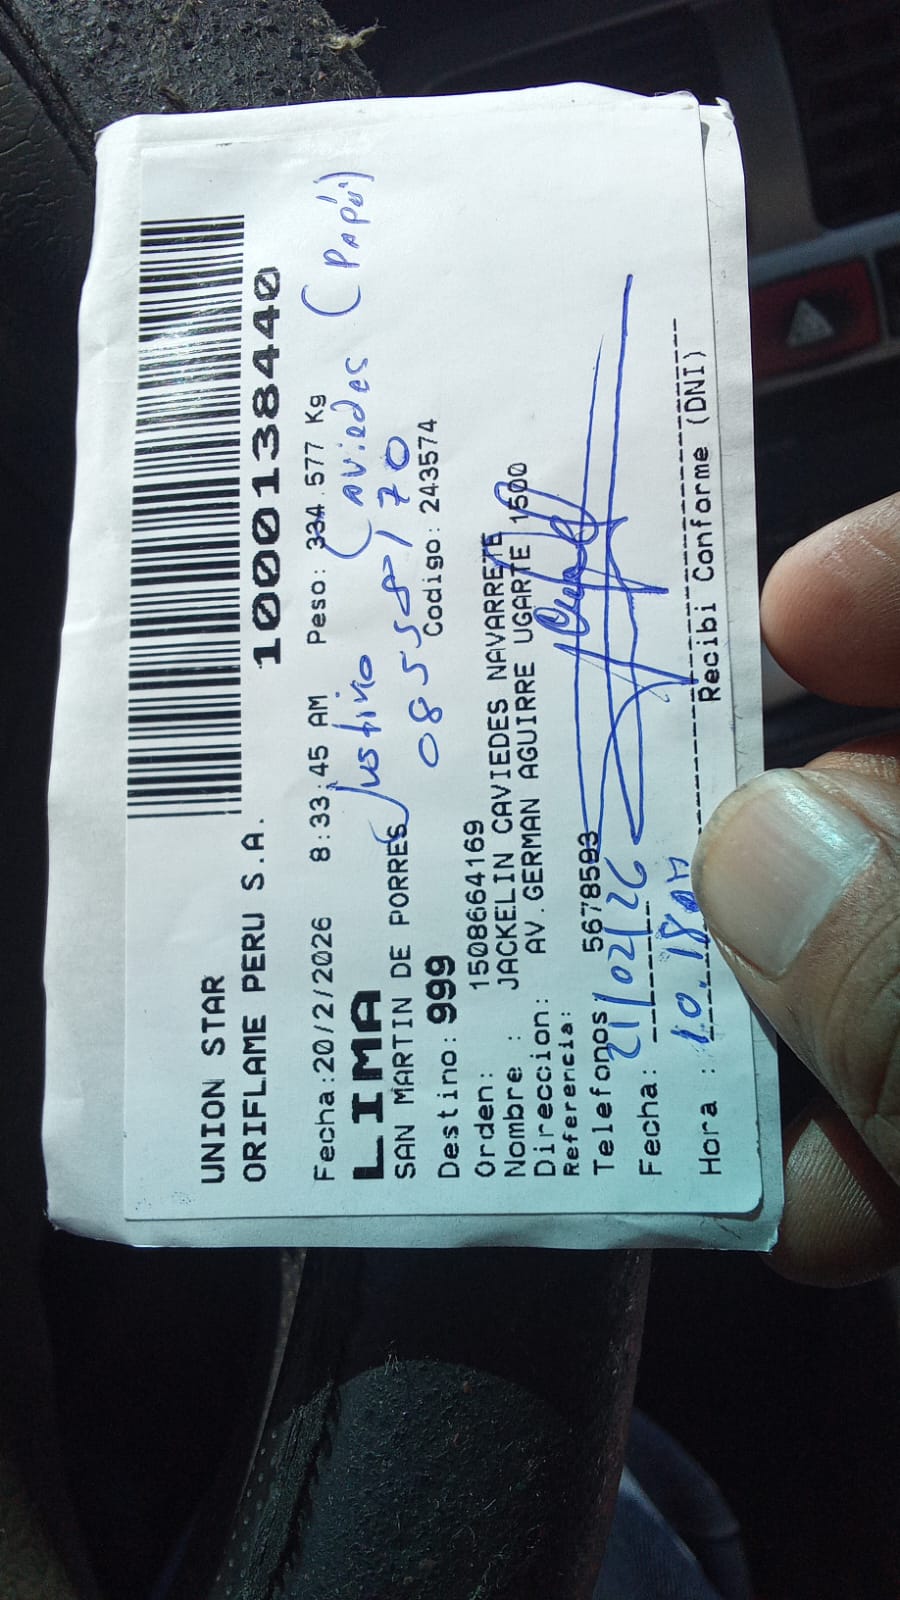 UNION STAR
ORIFLAME PERU S.A. 1000138440
Fecha:20/2/2026 8:33:45 AM Peso: 334.577 Kg
Justino Caviedes (Papá)
LIMA
SAN MARTIN DE PORRES
08558170
Destino: 999 Codigo: 243574
Orden: 1508664169
Nombre : JACKELIN CAVIEDES NAVARRETE
Direccion: AV.GERMAN AGUIRRE UGARTE 1500
Referencia:
Telefonos 5678593
Fecha: 21/02/26
Hora : 10.18
Recibi Conforme (DNI)